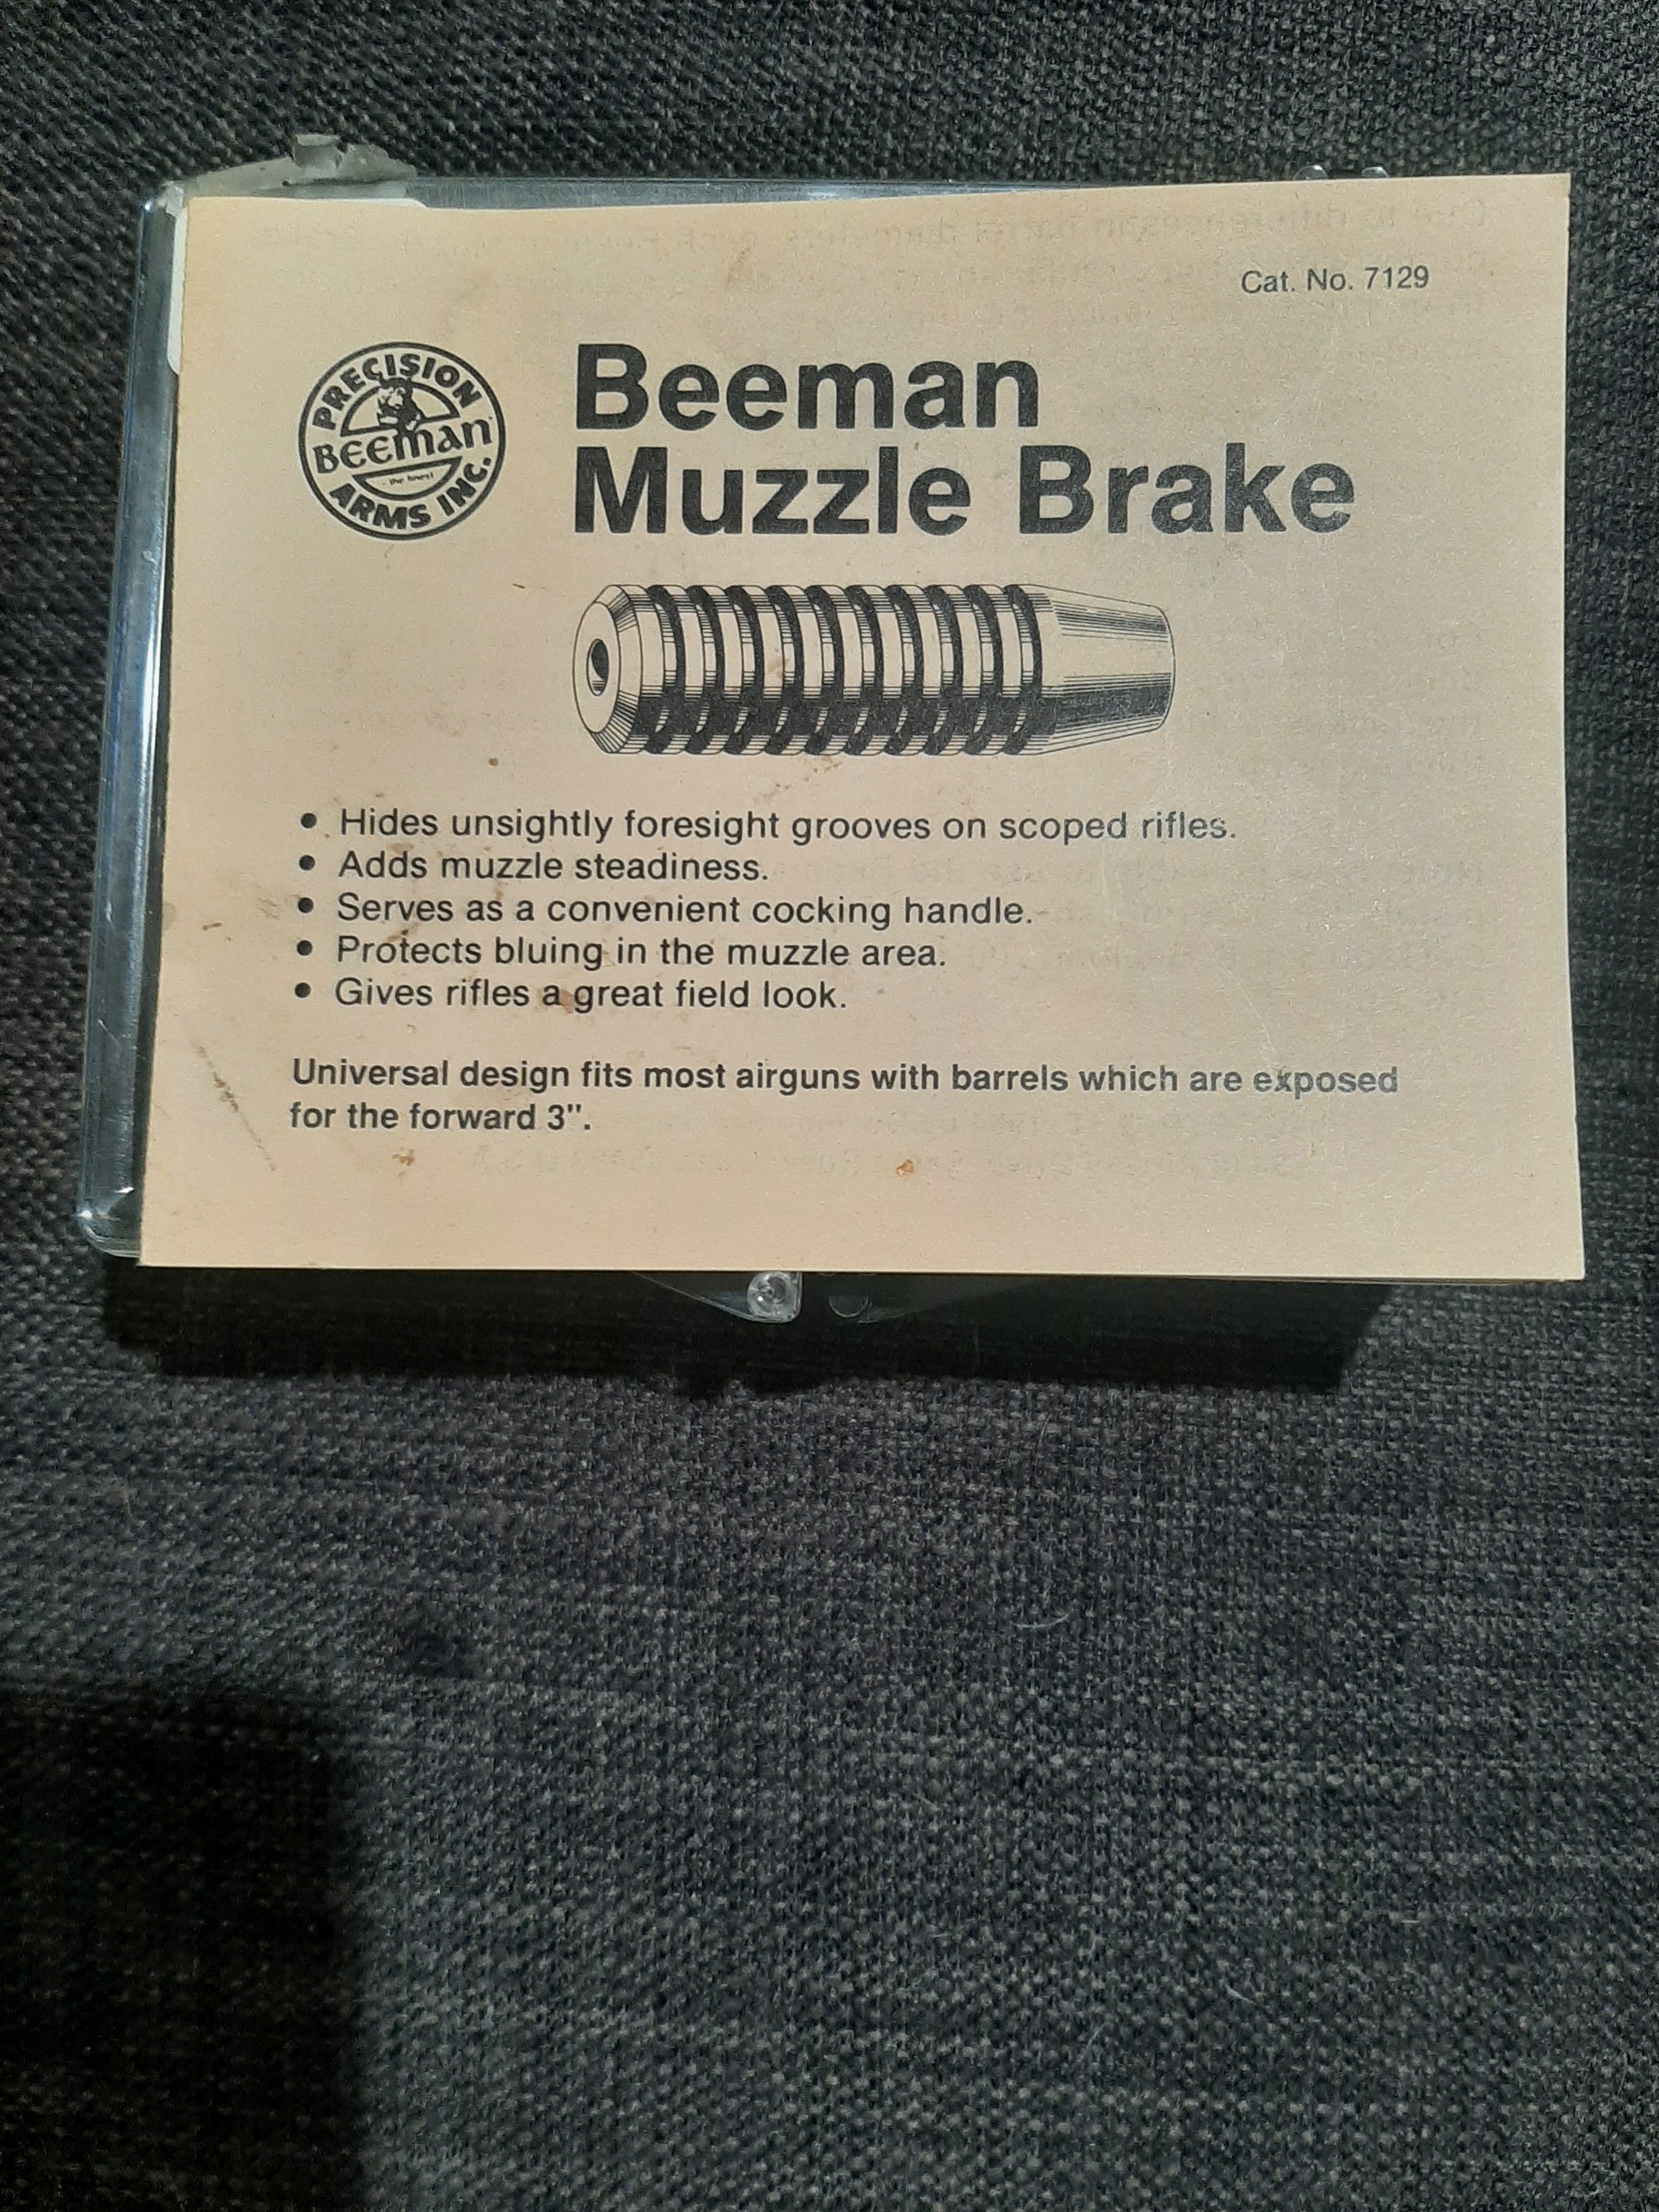 Cat. No. 7129
PRECISION
BEEMAN
- the finest
ARMS INC.
Beeman
Muzzle Brake
• Hides unsightly foresight grooves on scoped rifles.
• Adds muzzle steadiness.
• Serves as a convenient cocking handle.
• Protects bluing in the muzzle area.
• Gives rifles a great field look.
Universal design fits most airguns with barrels which are exposed
for the forward 3".